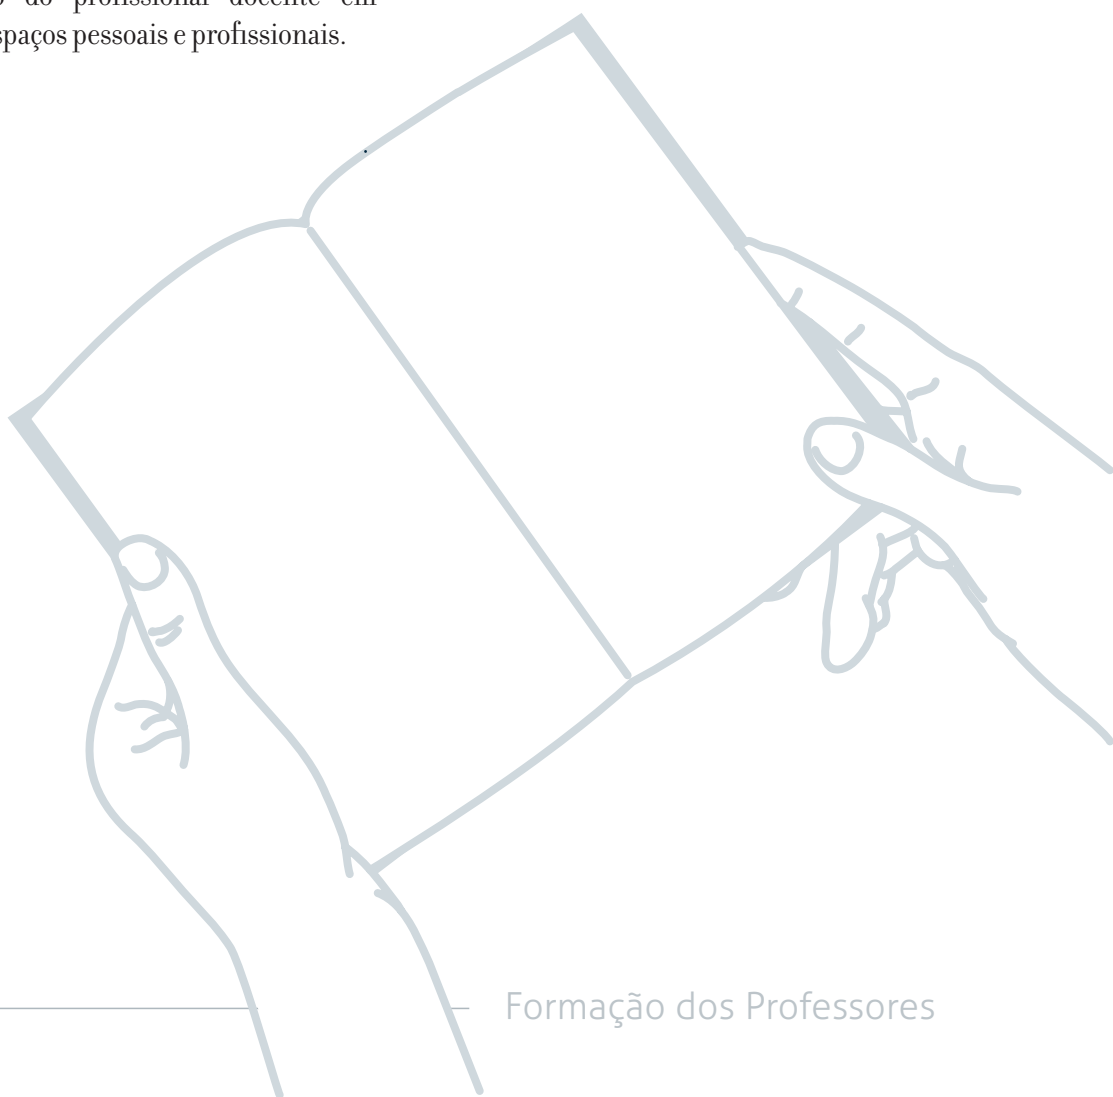 do profissional docente em
spaços pessoais e profissionais.
Formação dos Professores